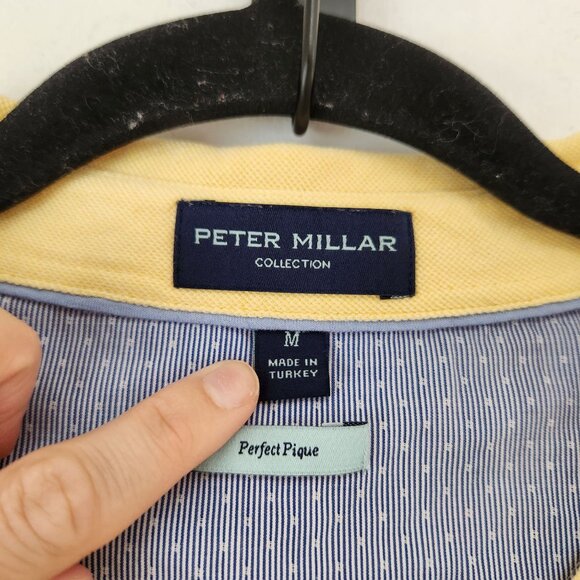 PETER MILLAR
COLLECTION
M
MADE IN
TURKEY
Perfect Pique